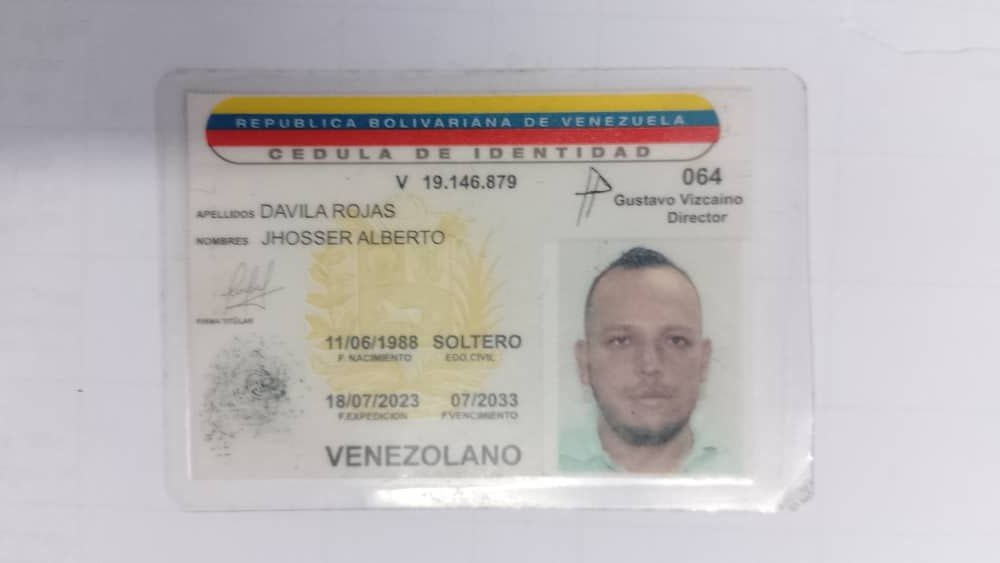 REPUBLICA BOLIVARIANA DE VENEZUELA
CEDULA DE IDENTIDAD
V 19.146.879
064
Gustavo Vizcaino
Director
APELLIDOS DAVILA ROJAS
NOMBRES JHOSSER ALBERTO
FIRMA TITULAR
11/06/1988 SOLTERO
F. NACIMIENTO EDO. CIVIL
18/07/2023 07/2033
F.EXPEDICION F.VENCIMIENTO
VENEZOLANO